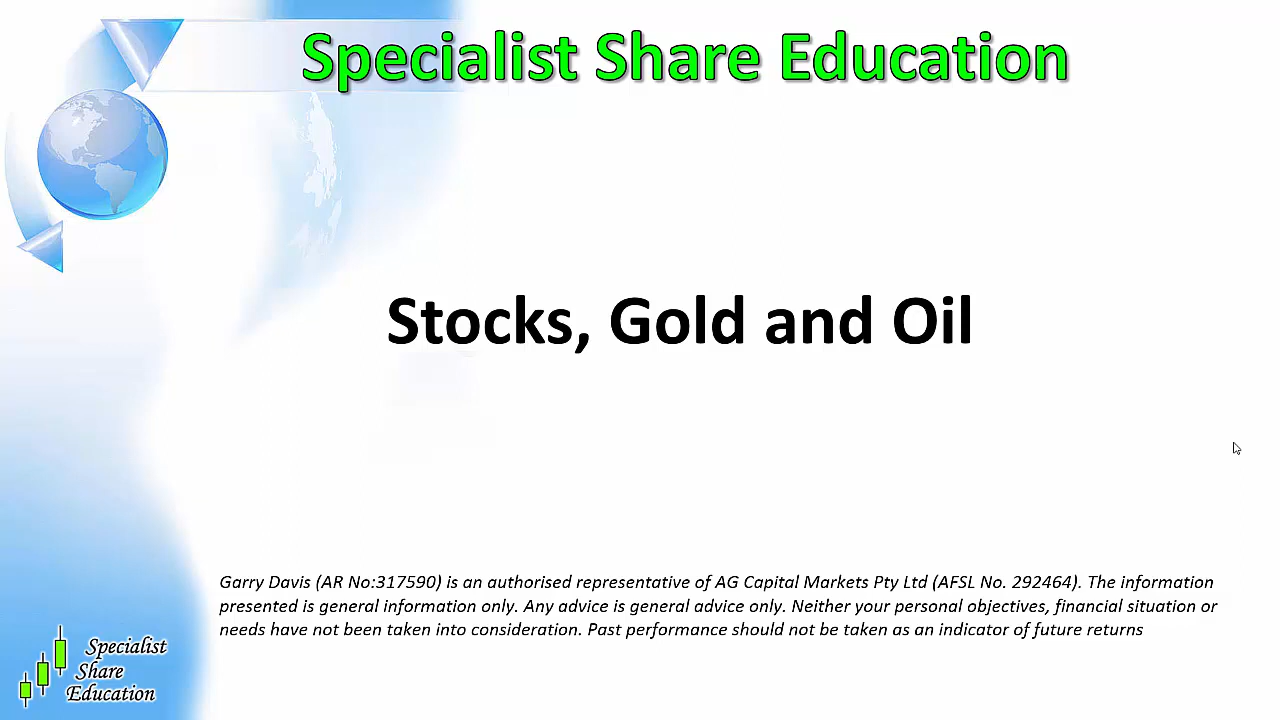 Specialist Share Education
Stocks, Gold and Oil
Garry Davis (AR No:317590) is an authorised representative of AG Capital Markets Pty Ltd (AFSL No. 292464). The information
presented is general information only. Any advice is general advice only. Neither your personal objectives, financial situation or
needs have not been taken into consideration. Past performance should not be taken as an indicator of future returns
Specialist
Share
Education